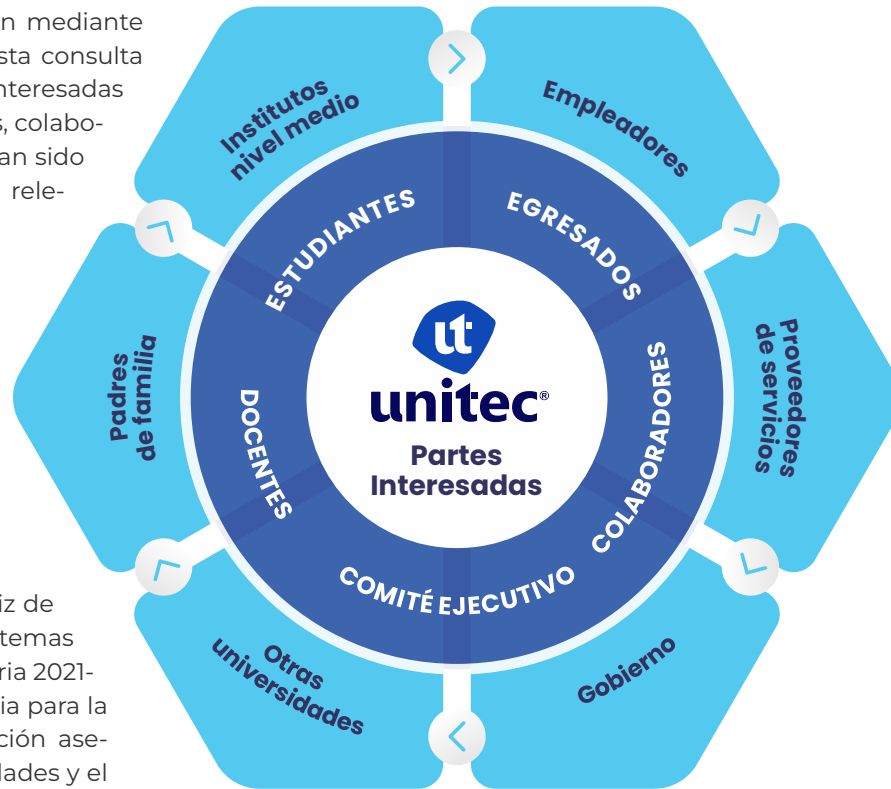 n mediante
sta consulta
nteresadas
s, colabo-
an sido
rele-
Institutos
nivel medio
Empleadores
Padres
de familia
Proveedores
de servicios
Otras
universidades
Gobierno
ESTUDIANTES
EGRESADOS
DOCENTES
COLABORADORES
COMITÉ EJECUTIVO
ut
unitec®
Partes
Interesadas
iz de
temas
ria 2021-
ia para la
ción ase-
dades y el